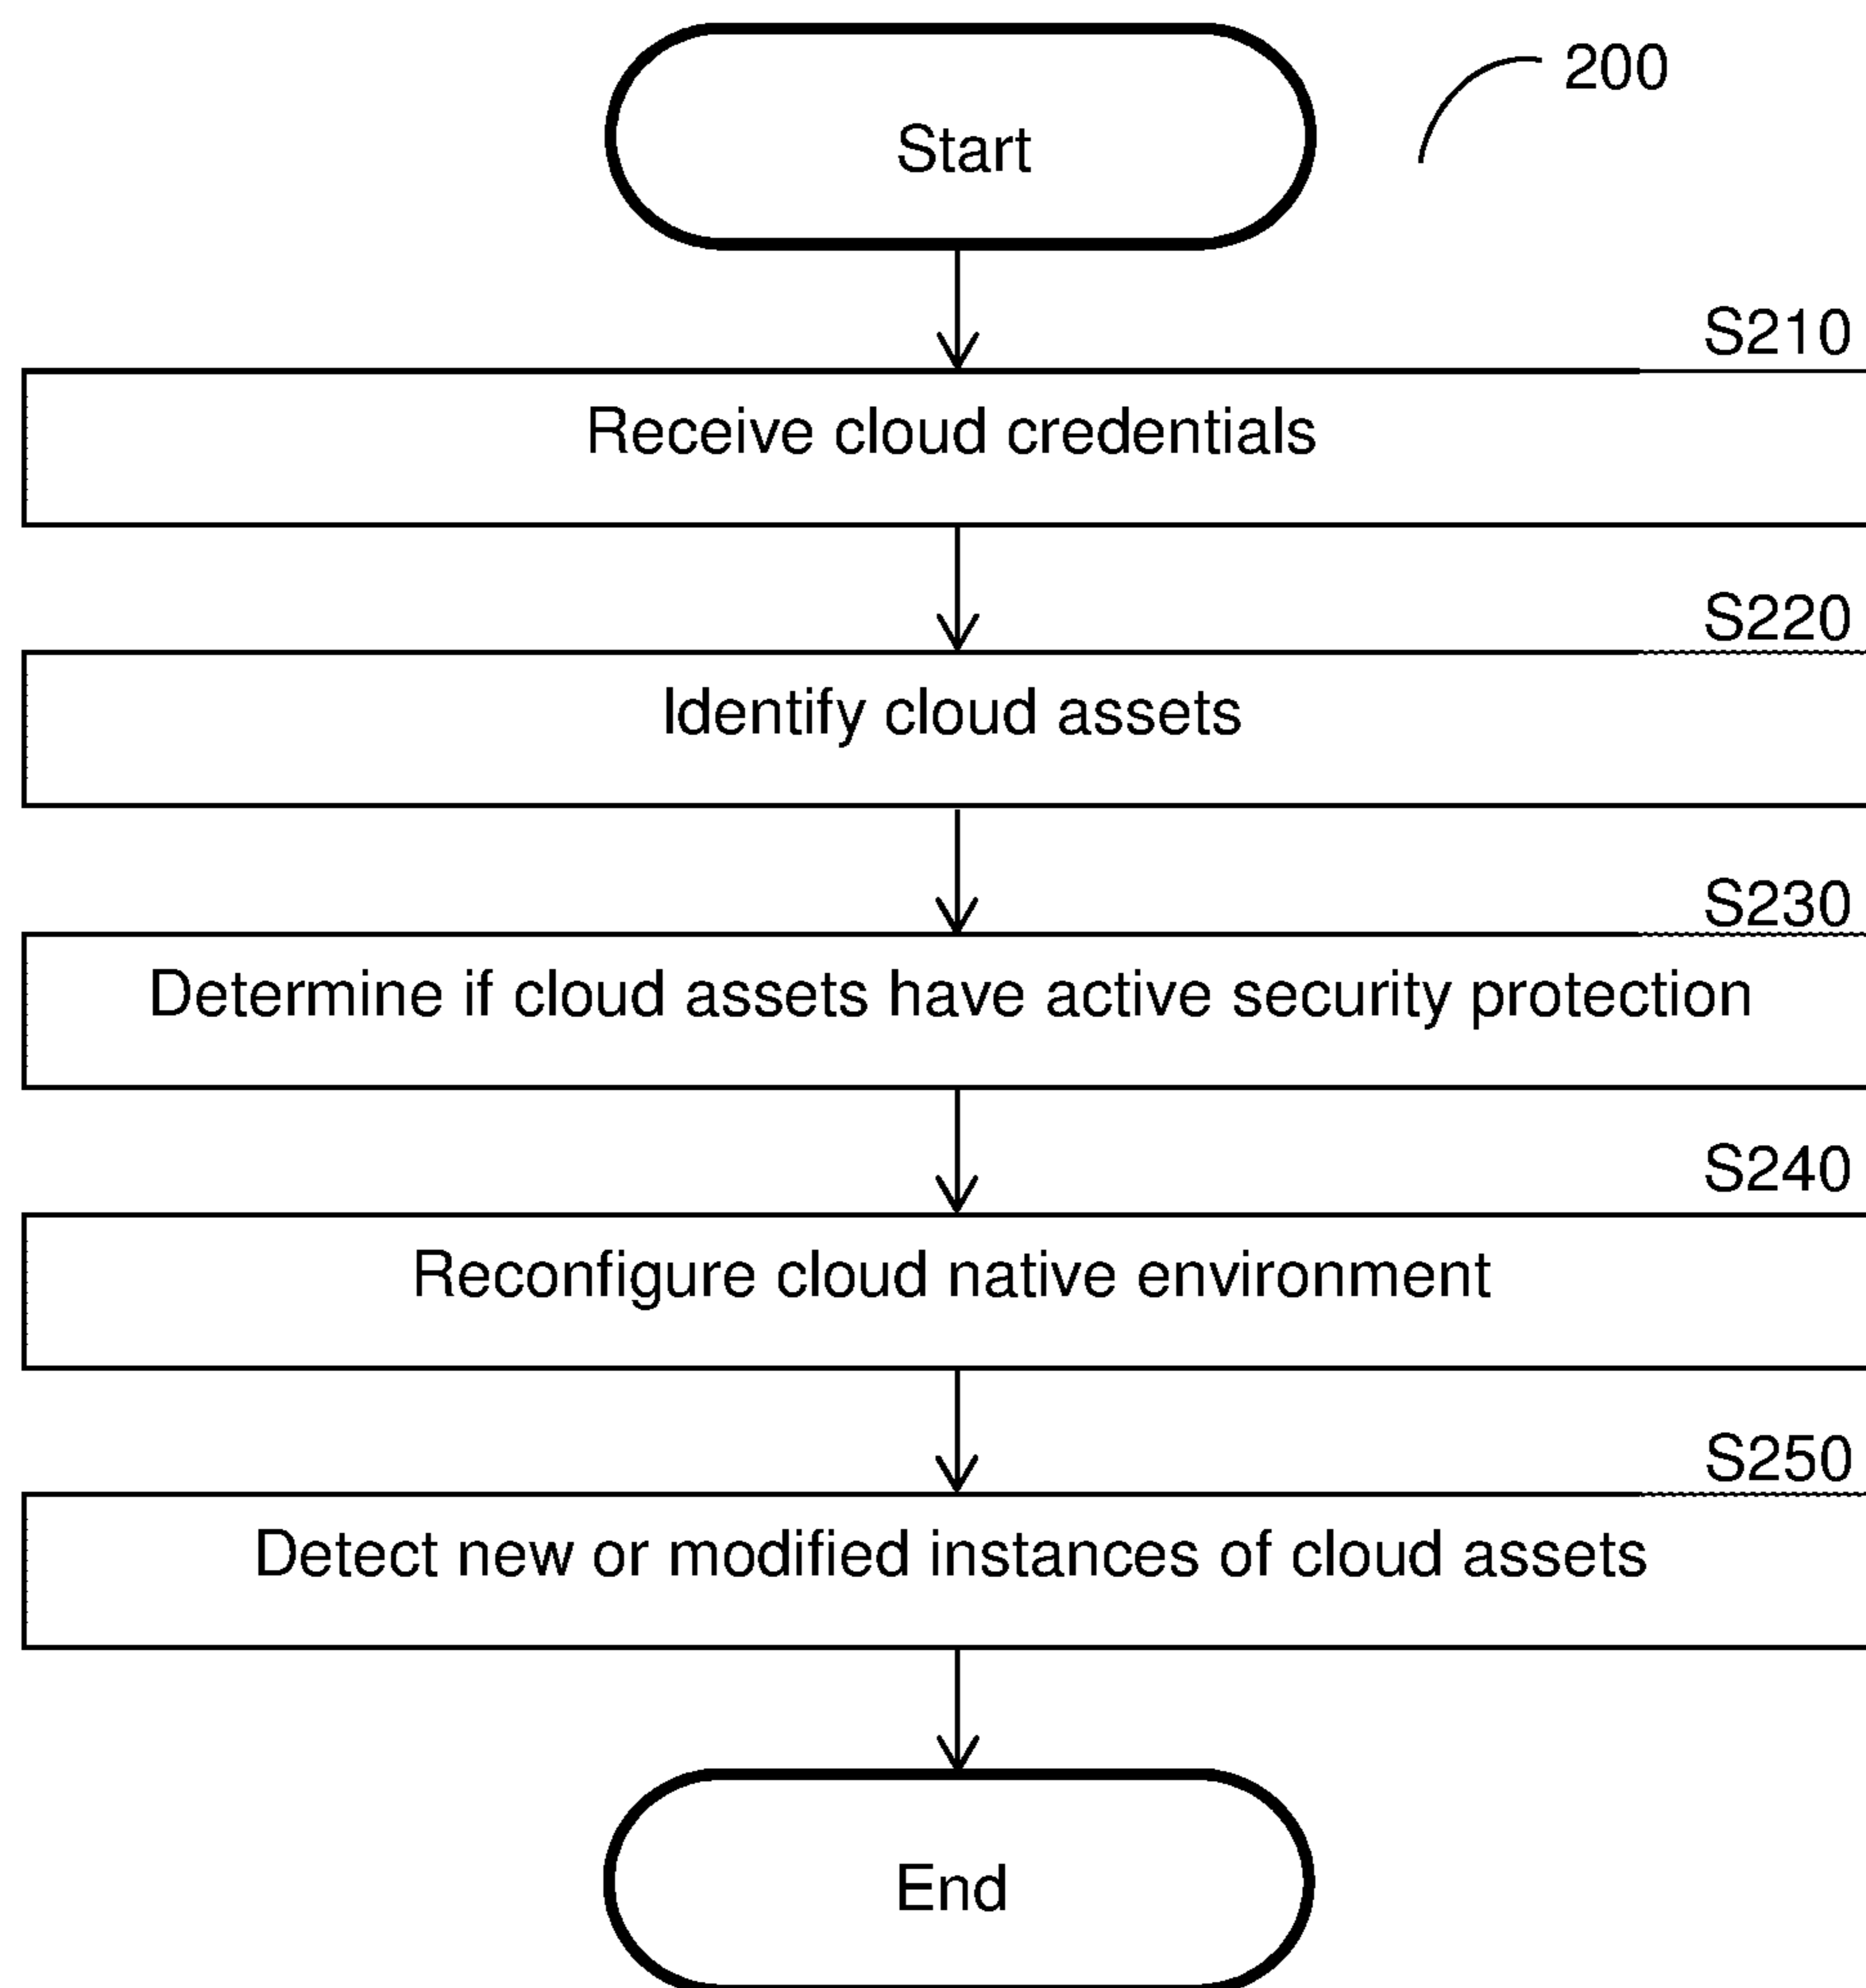 Start
200
S210
Receive cloud credentials
S220
Identify cloud assets
S230
Determine if cloud assets have active security protection
S240
Reconfigure cloud native environment
S250
Detect new or modified instances of cloud assets
End